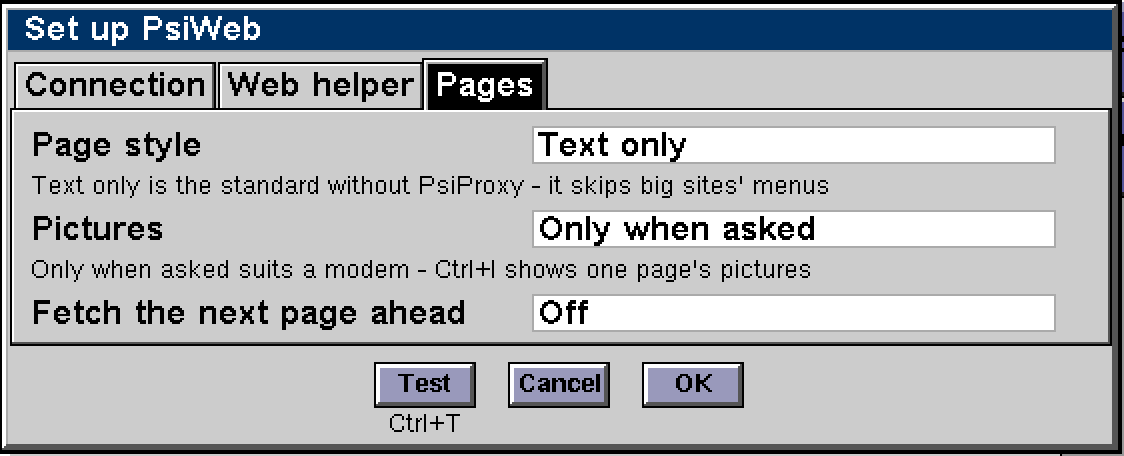 Set up PsiWeb
Connection Web helper Pages
Page style Text only
Text only is the standard without PsiProxy - it skips big sites' menus
Pictures Only when asked
Only when asked suits a modem - Ctrl+I shows one page's pictures
Fetch the next page ahead Off
Test Cancel OK
Ctrl+T